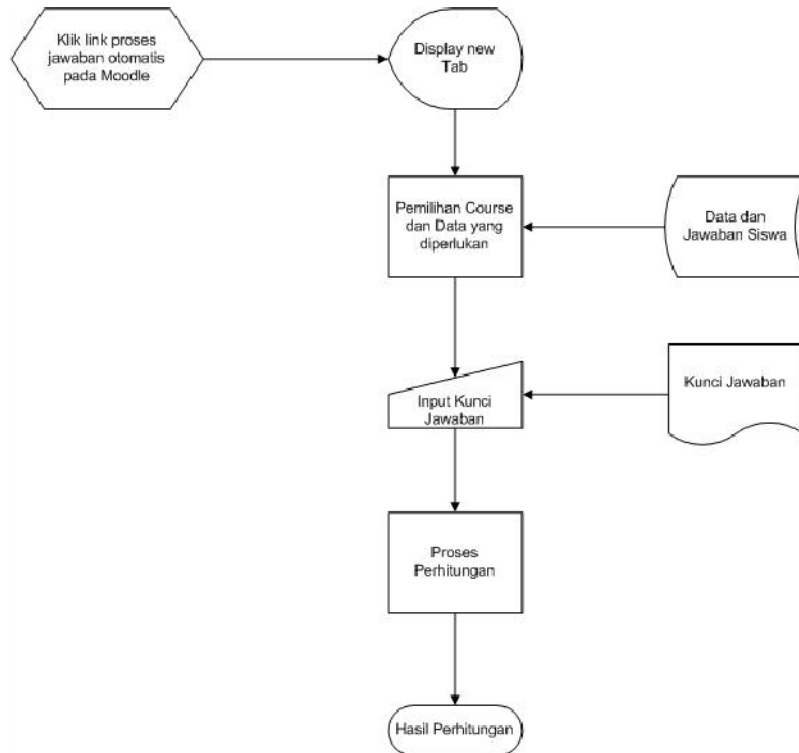 Klik link proses
jawaban otomatis
pada Moodle
Display new
Tab
Pemilihan Course
dan Data yang
diperlukan
Data dan
Jawaban Siswa
Input Kunci
Jawaban
Kunci Jawaban
Proses
Perhitungan
Hasil Perhitungan